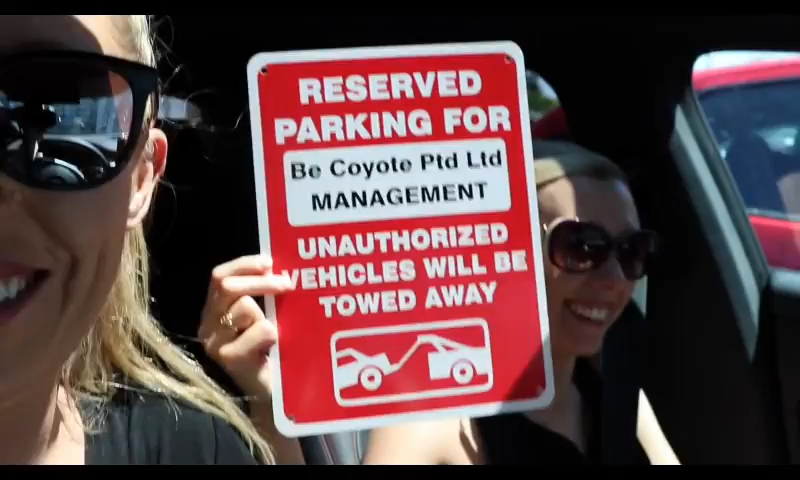 RESERVED
PARKING FOR
Be Coyote Ptd Ltd
MANAGEMENT
UNAUTHORIZED
VEHICLES WILL BE
TOWED AWAY